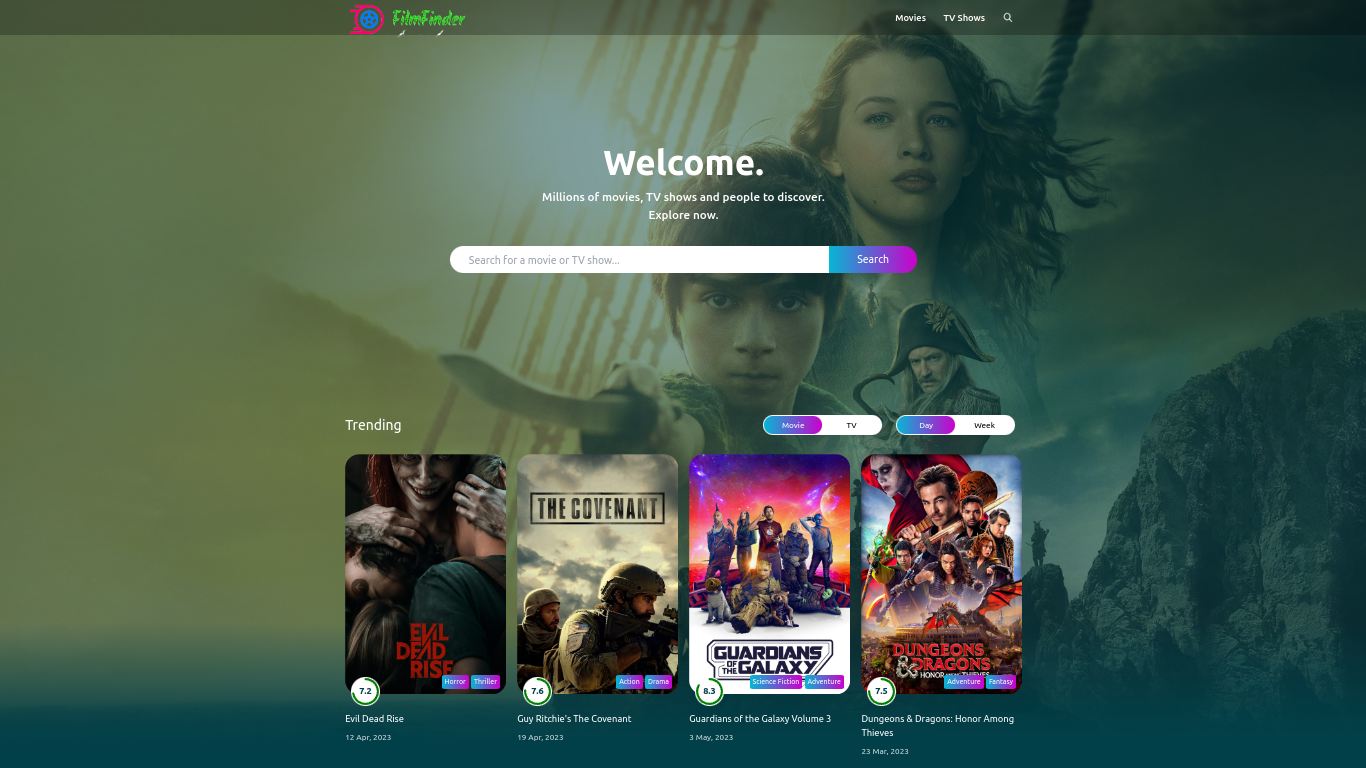 FilmFinder
Movies TV Shows
Welcome.
Millions of movies, TV shows and people to discover.
Explore now.
Search for a movie or TV show...
Search
Trending
Movie TV
Day Week
EVIL
DEAD
RISE
7.2
Horror Thriller
Evil Dead Rise
12 Apr, 2023
THE COVENANT
7.6
Action Drama
Guy Ritchie's The Covenant
19 Apr, 2023
GUARDIANS
OF THE GALAXY
8.3
Science Fiction Adventure
Guardians of the Galaxy Volume 3
3 May, 2023
DUNGEONS
& DRAGONS
HONOR AMONG THIEVES
7.5
Adventure Fantasy
Dungeons & Dragons: Honor Among
Thieves
23 Mar, 2023